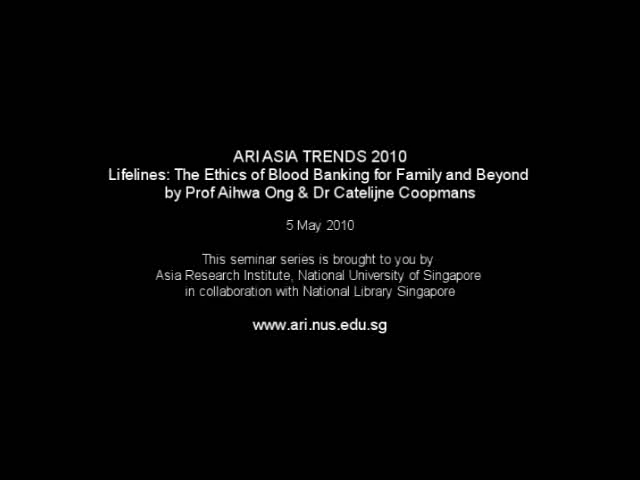 ARI ASIA TRENDS 2010
Lifelines: The Ethics of Blood Banking for Family and Beyond
by Prof Aihwa Ong & Dr Catelijne Coopmans
5 May 2010
This seminar series is brought to you by
Asia Research Institute, National University of Singapore
in collaboration with National Library Singapore
www.ari.nus.edu.sg